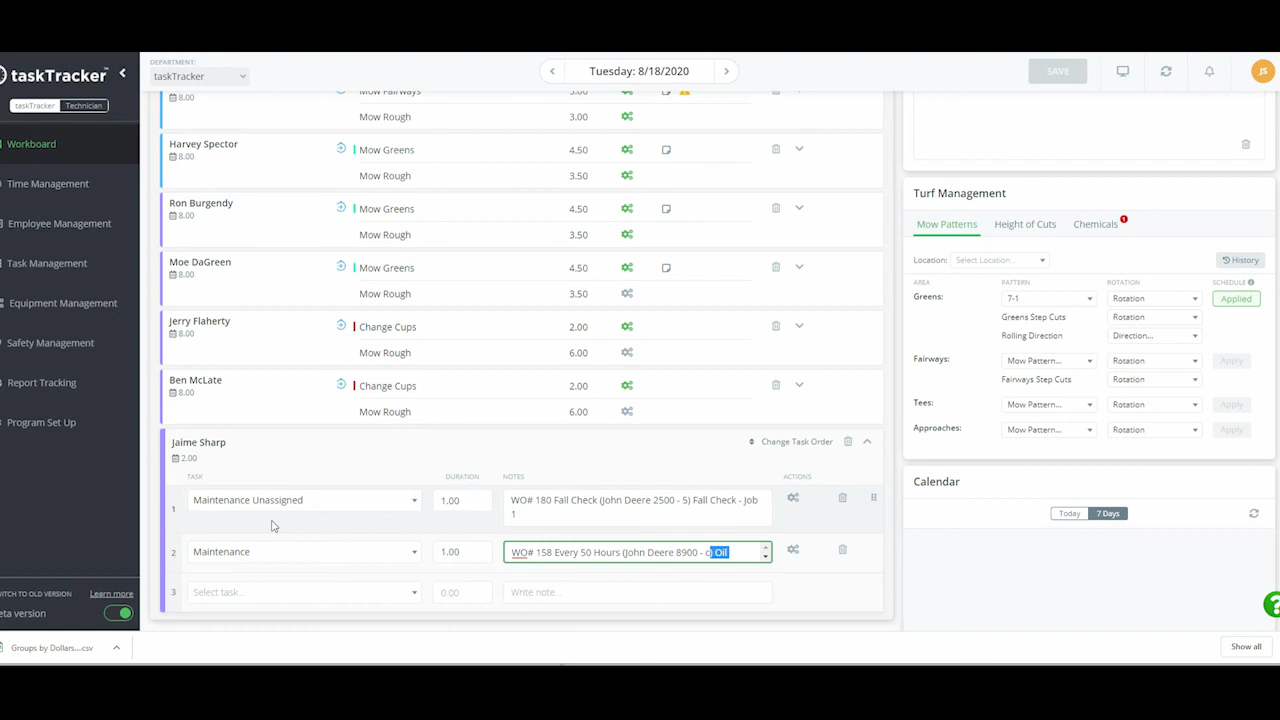 taskTracker™
DEPARTMENT:
taskTracker
Tuesday: 8/18/2020
SAVE
JS
taskTracker Technician
Workboard
Time Management
Employee Management
Task Management
Equipment Management
Safety Management
Report Tracking
Program Set Up
8.00
Mow Fairways
Mow Rough 3.00
Harvey Spector
8.00
Mow Greens 4.50
Mow Rough 3.50
Ron Burgendy
8.00
Mow Greens 4.50
Mow Rough 3.50
Moe DaGreen
8.00
Mow Greens 4.50
Mow Rough 3.50
Jerry Flaherty
8.00
Change Cups 2.00
Mow Rough 6.00
Ben McLate
8.00
Change Cups 2.00
Mow Rough 6.00
Jaime Sharp
2.00
Change Task Order
TASK DURATION NOTES ACTIONS
1 Maintenance Unassigned 1.00 WO# 180 Fall Check (John Deere 2500 - 5) Fall Check - Job
1
2 Maintenance 1.00 WO# 158 Every 50 Hours (John Deere 8900 - c) Oil
3 Select task... 0.00 Write note...
Turf Management
Mow Patterns Height of Cuts Chemicals 1
Location: Select Location... History
AREA PATTERN ROTATION SCHEDULE
Greens: 7-1 Rotation Applied
Greens Step Cuts Rotation
Rolling Direction Direction...
Fairways: Mow Pattern... Rotation Apply
Fairways Step Cuts Rotation
Tees: Mow Pattern... Rotation Apply
Approaches: Mow Pattern... Rotation Apply
Calendar
Today 7 Days
WITCH TO OLD VERSION Learn more
eta version
Groups by Dollars....csv
Show all
?